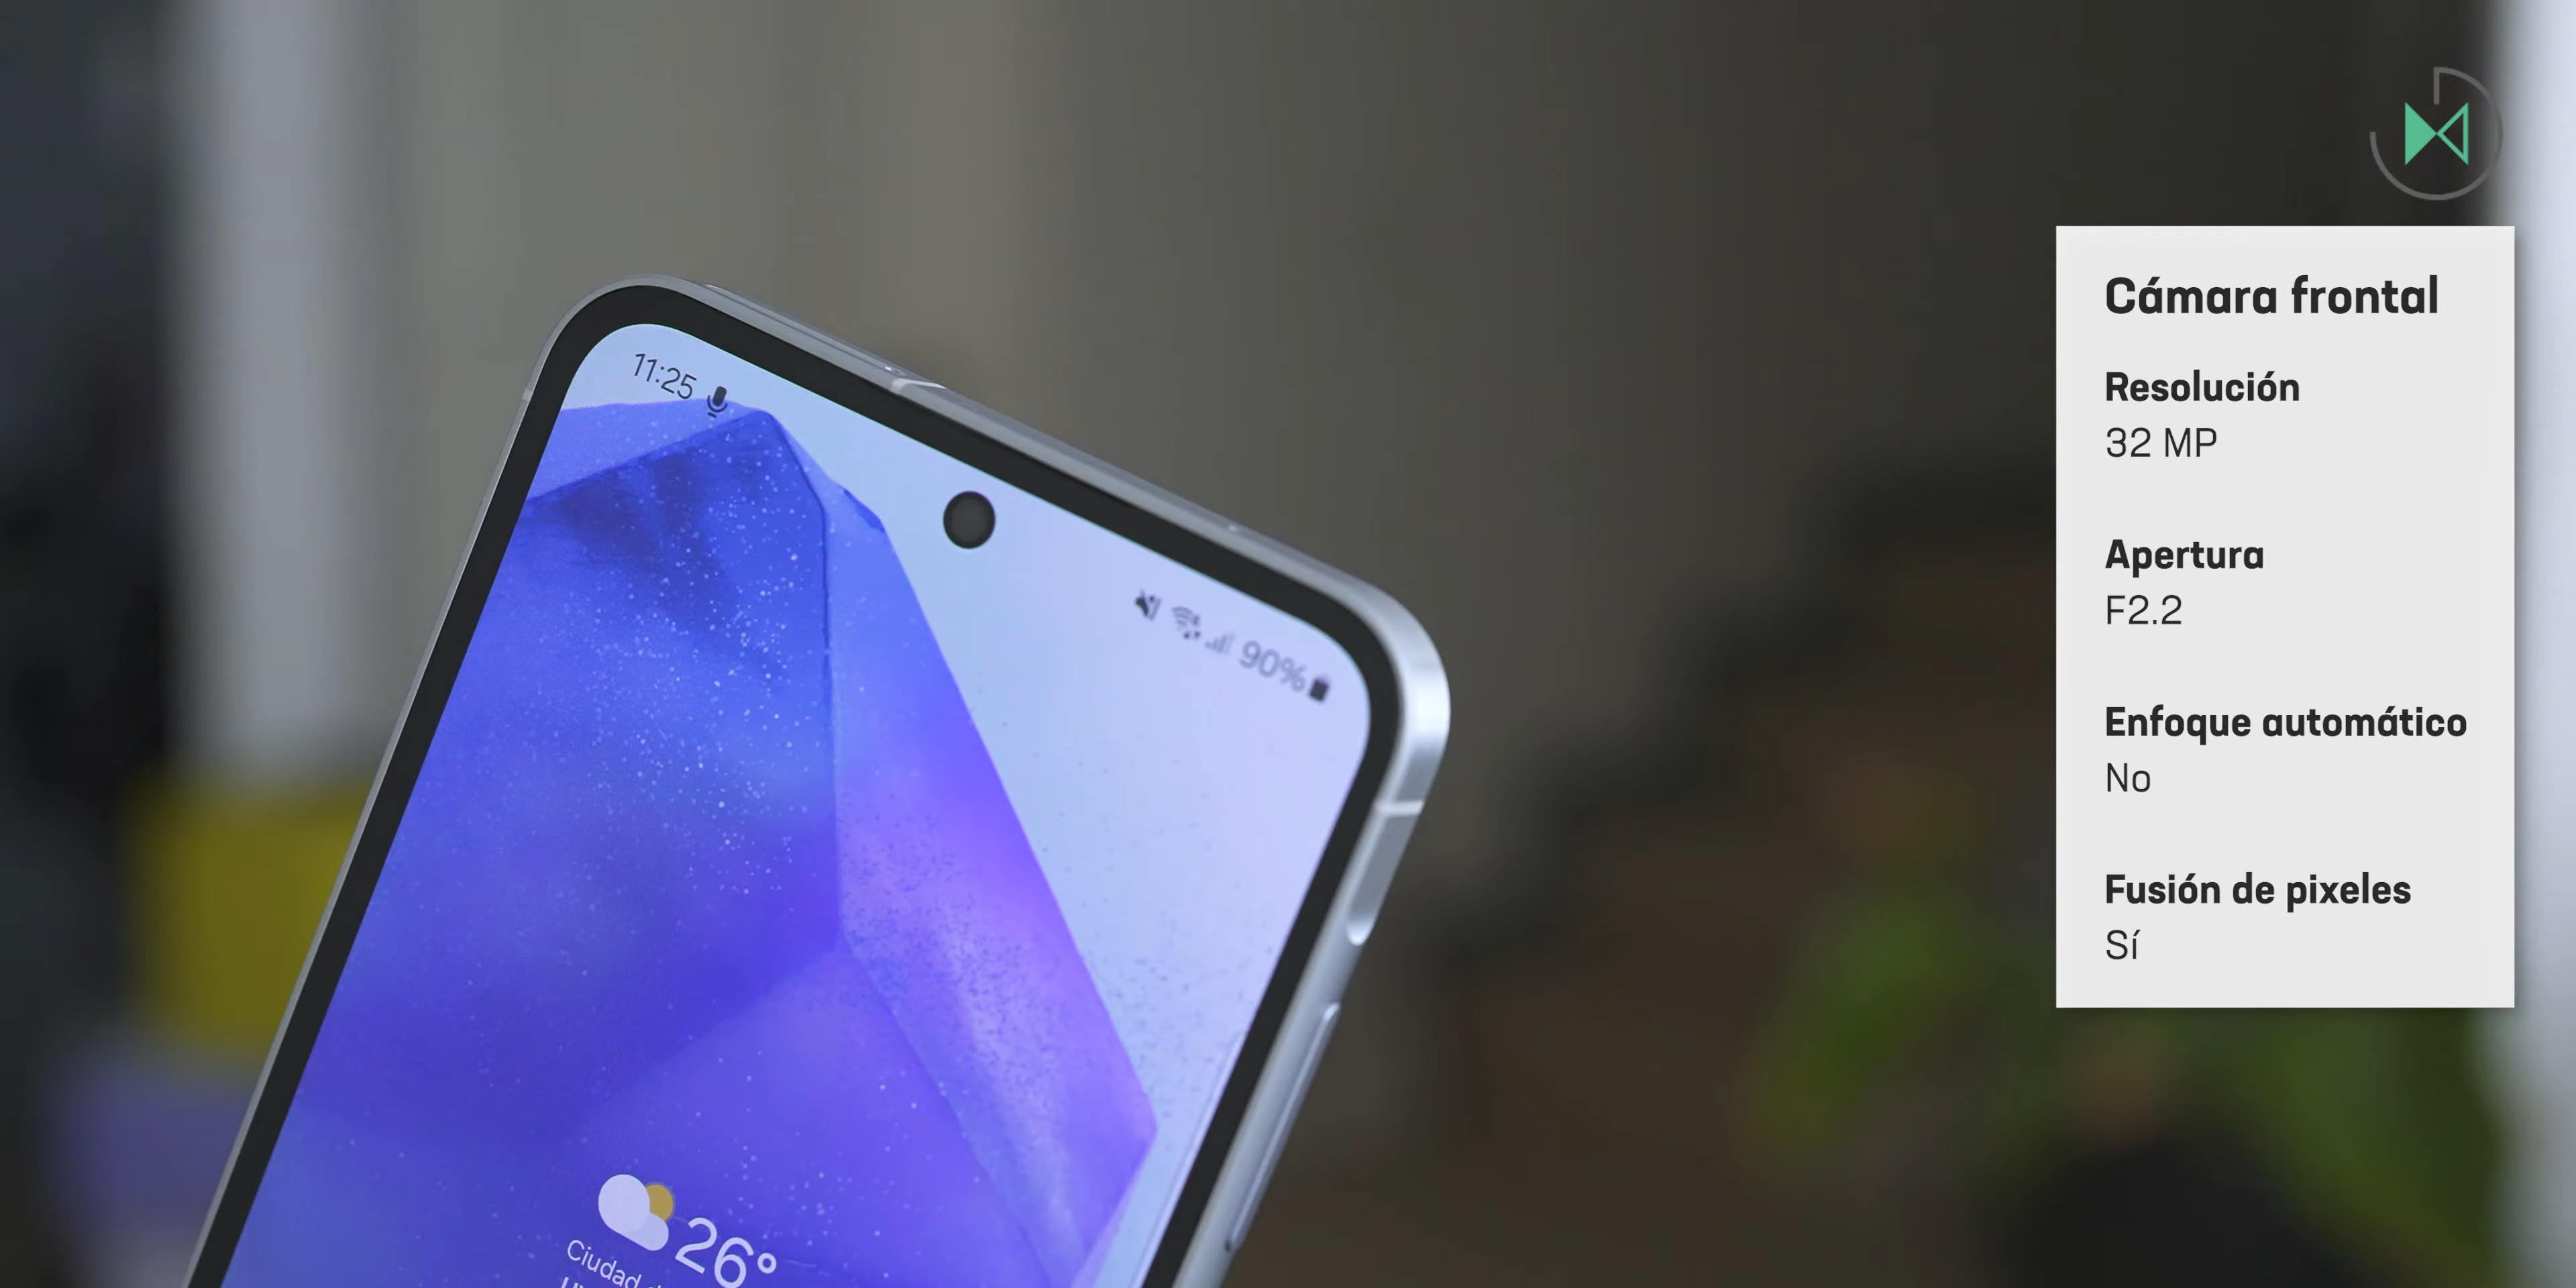 11:25
90%
26°
Ciudad
Cámara frontal
Resolución
32 MP
Apertura
F2.2
Enfoque automático
No
Fusión de pixeles
Sí